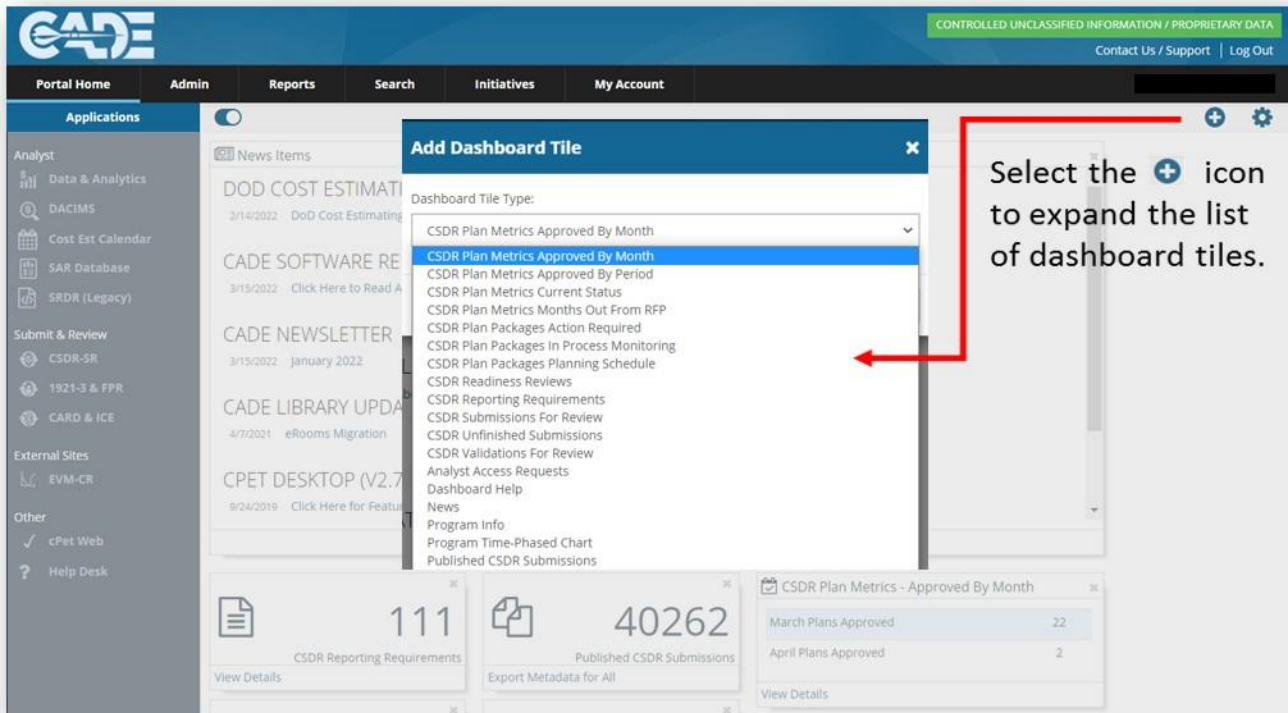 CADE
CONTROLLED UNCLASSIFIED INFORMATION / PROPRIETARY DATA
Contact Us / Support | Log Out
Portal Home Admin Reports Search Initiatives My Account
Applications
Analyst
Data & Analytics
DACIMS
Cost Est Calendar
SAR Database
SRDR (Legacy)
Submit & Review
CSDR-SR
1921-3 & FPR
CARD & ICE
External Sites
EVM-CR
Other
cPet Web
Help Desk
News Items
DOD COST ESTIMATI
2/14/2022 DoD Cost Estimating
CADE SOFTWARE RE
3/15/2022 Click Here to Read A
CADE NEWSLETTER
3/15/2022 January 2022
CADE LIBRARY UPDA
4/7/2021 eRooms Migration
CPET DESKTOP (V2.7
9/24/2019 Click Here for Featu
Add Dashboard Tile
Dashboard Tile Type:
CSDR Plan Metrics Approved By Month
CSDR Plan Metrics Approved By Month
CSDR Plan Metrics Approved By Period
CSDR Plan Metrics Current Status
CSDR Plan Metrics Months Out From RFP
CSDR Plan Packages Action Required
CSDR Plan Packages In Process Monitoring
CSDR Plan Packages Planning Schedule
CSDR Readiness Reviews
CSDR Reporting Requirements
CSDR Submissions For Review
CSDR Unfinished Submissions
CSDR Validations For Review
Analyst Access Requests
Dashboard Help
News
Program Info
Program Time-Phased Chart
Published CSDR Submissions
Select the icon
to expand the list
of dashboard tiles.
111
CSDR Reporting Requirements
View Details
40262
Published CSDR Submissions
Export Metadata for All
CSDR Plan Metrics - Approved By Month
March Plans Approved 22
April Plans Approved 2
View Details